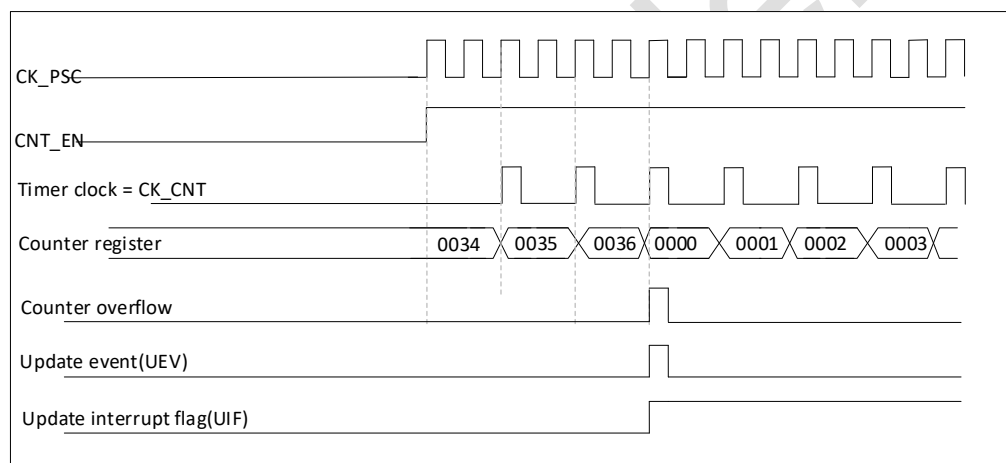 CK_PSC
CNT_EN
Timer clock = CK_CNT
Counter register
0034 0035 0036 0000 0001 0002 0003
Counter overflow
Update event(UEV)
Update interrupt flag(UIF)